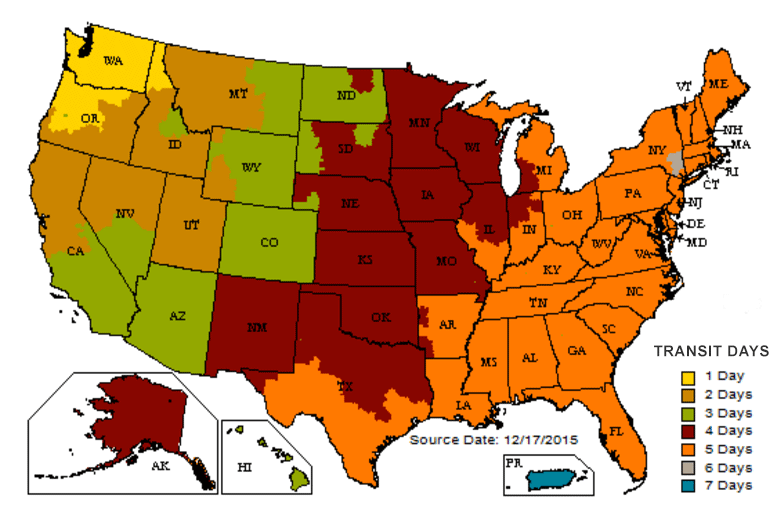 WA
MT
ND
OR
ID
SD
MN
WI
WY
NE
IA
MI
NV
UT
CO
CA
KS
MO
IL
IN
OH
PA
NY
VT
ME
NH
MA
RI
CT
NJ
DE
MD
WV
VA
KY
NC
TN
SC
AZ
NM
OK
AR
TX
LA
MS
AL
GA
FL
AK
HI
PR
Source Date: 12/17/2015
TRANSIT DAYS
1 Day
2 Days
3 Days
4 Days
5 Days
6 Days
7 Days